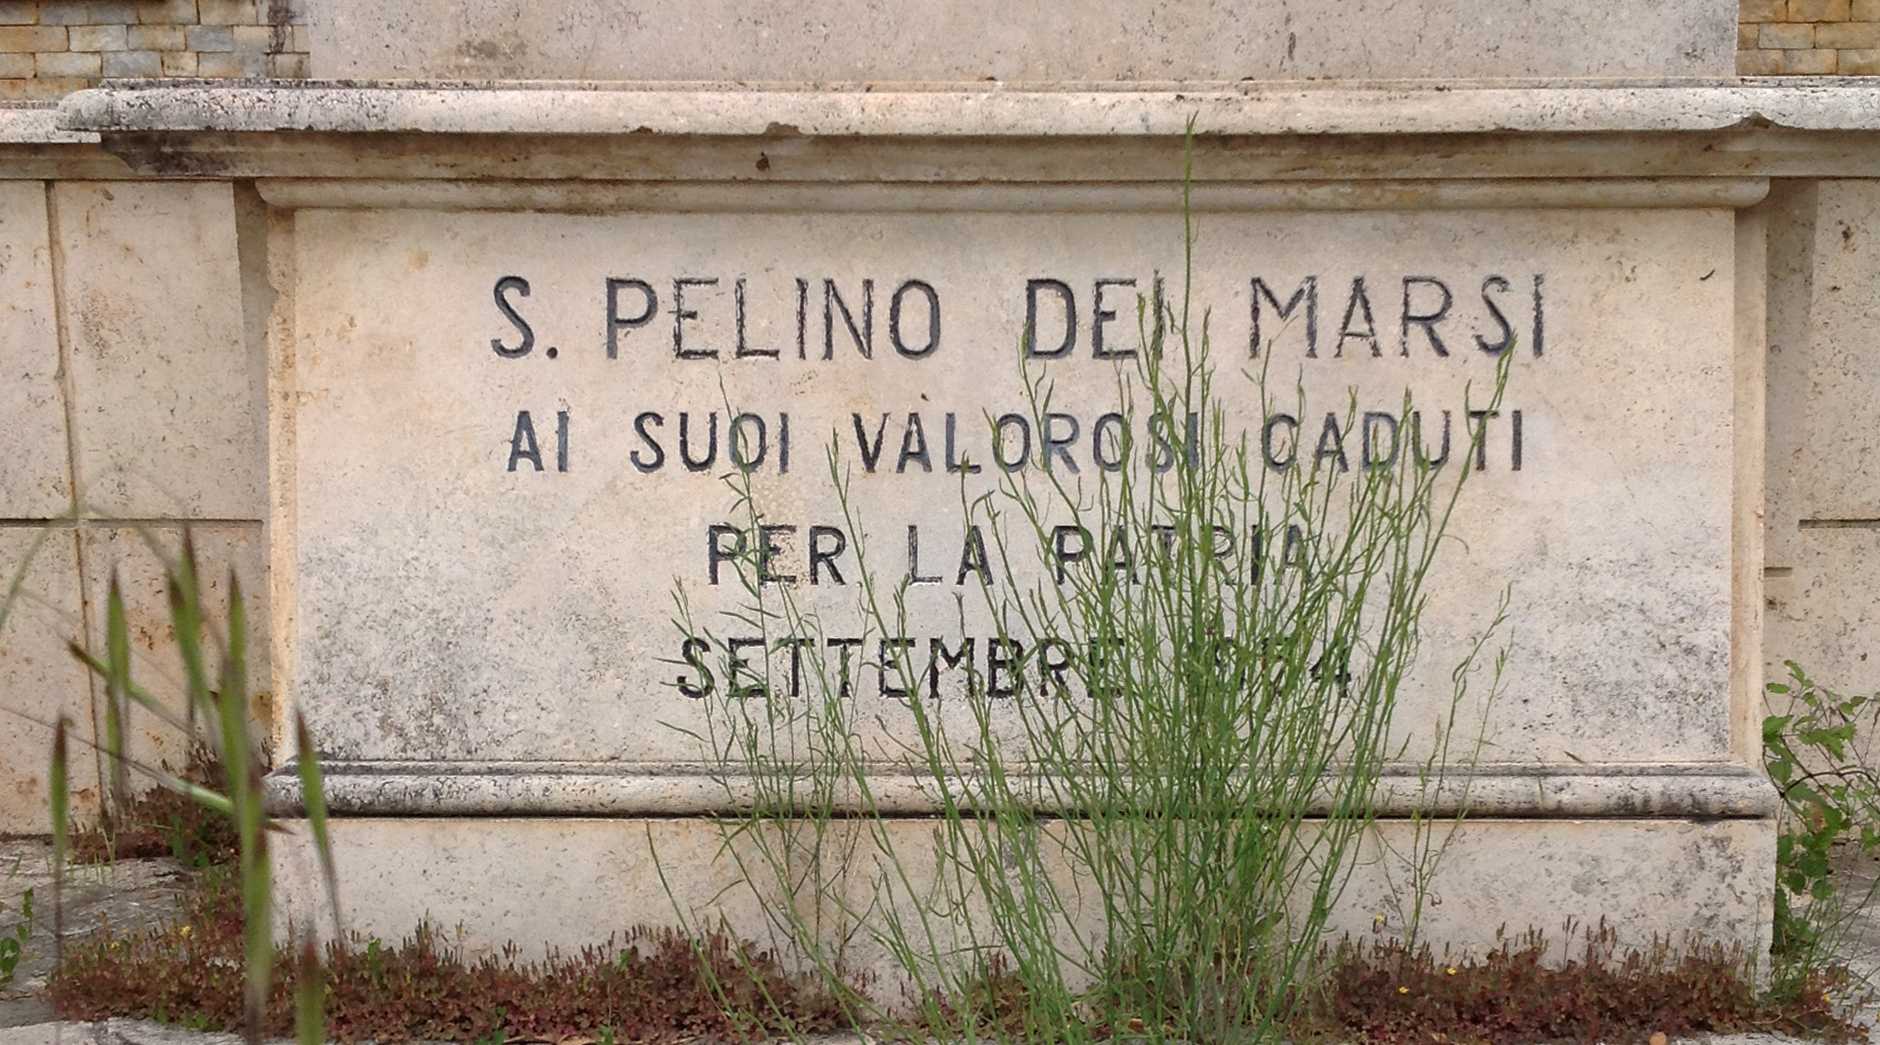 S. PELINO DEI MARSI
AI SUOI VALOROSI CADUTI
PER LA PATRIA
SETTEMBRE